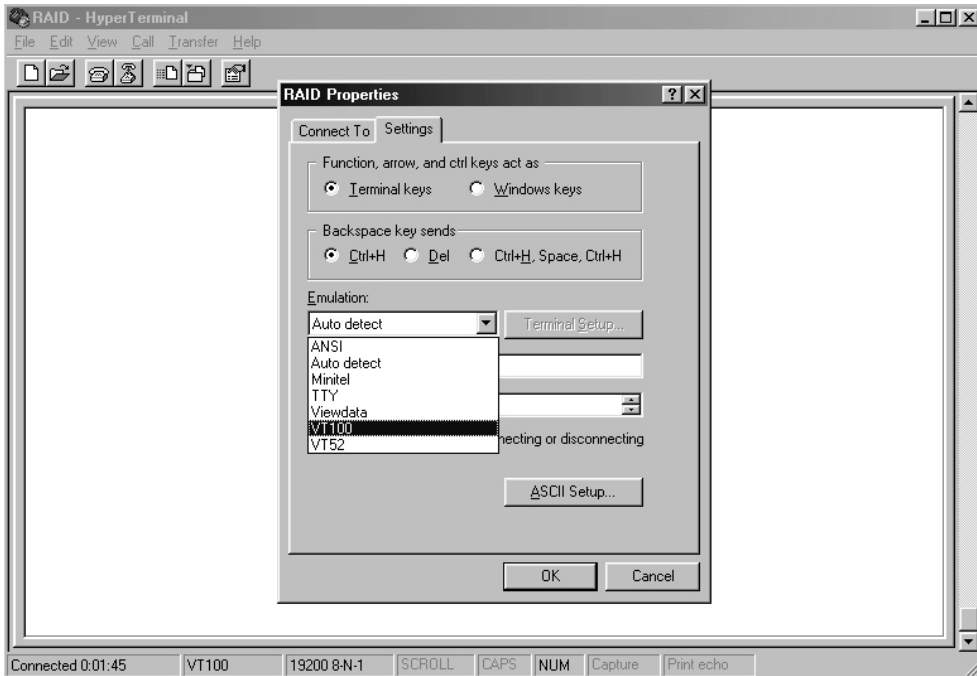 RAID - HyperTerminal
File Edit View Call Transfer Help
RAID Properties
Connect To Settings
Function, arrow, and ctrl keys act as
Terminal keys Windows keys
Backspace key sends
Ctrl+H Del Ctrl+H, Space, Ctrl+H
Emulation:
Auto detect Terminal Setup...
ANSI
Auto detect
Minitel
TTY
Viewdata
VT100
necting or disconnecting
VT52
ASCII Setup...
OK Cancel
Connected 0:01:45 VT100 19200 8-N-1 SCROLL CAPS NUM Capture Print echo